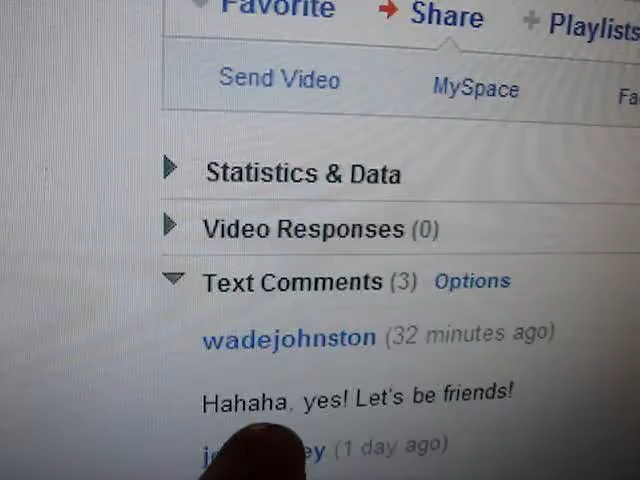 Favorite Share Playlists
Send Video MySpace
Statistics & Data
Video Responses (0)
Text Comments (3) Options
wadejohnston (32 minutes ago)
Hahaha, yes! Let's be friends!
(1 day ago)